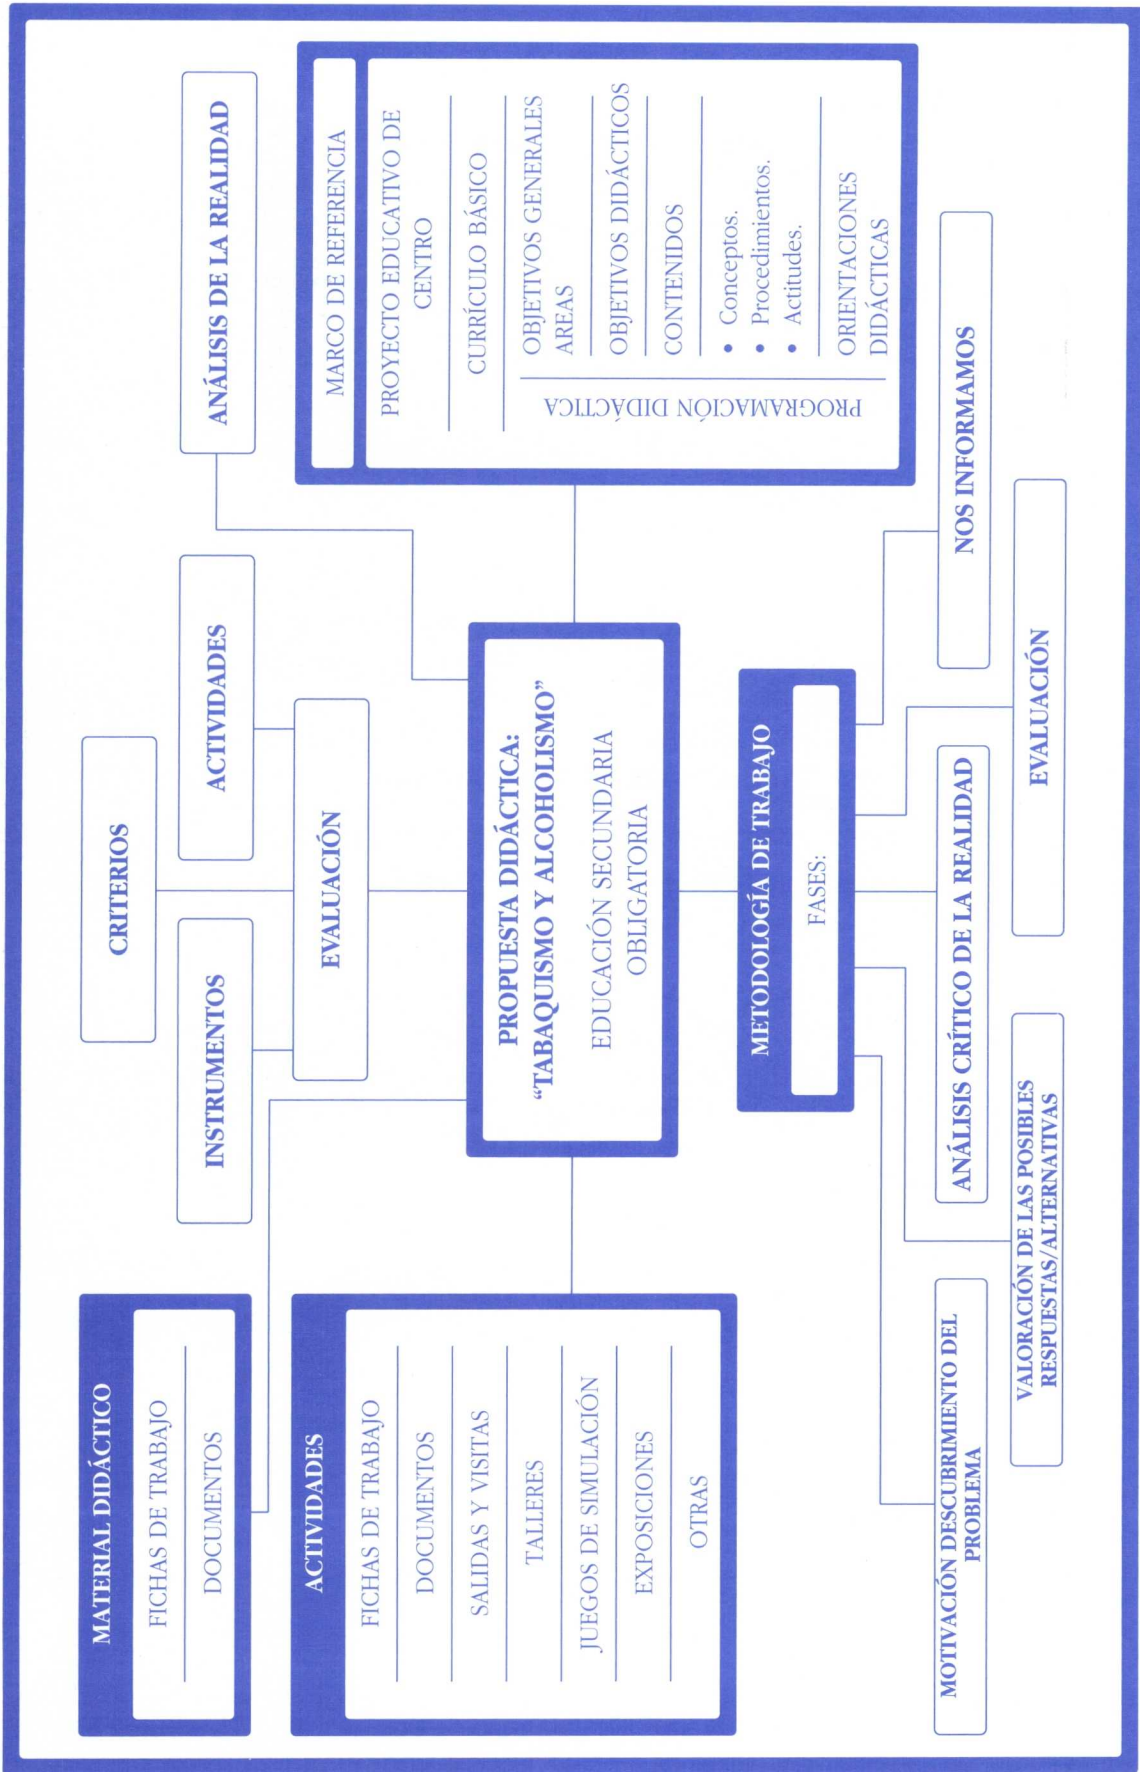 MATERIAL DIDÁCTICO
FICHAS DE TRABAJO
DOCUMENTOS
CRITERIOS
INSTRUMENTOS
ACTIVIDADES
EVALUACIÓN
ANÁLISIS DE LA REALIDAD
ACTIVIDADES
FICHAS DE TRABAJO
DOCUMENTOS
SALIDAS Y VISITAS
TALLERES
JUEGOS DE SIMULACIÓN
EXPOSICIONES
OTRAS
PROPUESTA DIDÁCTICA:
“TABAQUISMO Y ALCOHOLISMO”
EDUCACIÓN SECUNDARIA
OBLIGATORIA
MARCO DE REFERENCIA
PROYECTO EDUCATIVO DE
CENTRO
CURRÍCULO BÁSICO
PROGRAMACIÓN DIDÁCTICA
OBJETIVOS GENERALES
AREAS
OBJETIVOS DIDÁCTICOS
CONTENIDOS
• Conceptos.
• Procedimientos.
• Actitudes.
ORIENTACIONES
DIDÁCTICAS
METODOLOGÍA DE TRABAJO
FASES:
MOTIVACIÓN DESCUBRIMIENTO DEL
PROBLEMA
VALORACIÓN DE LAS POSIBLES
RESPUESTAS/ALTERNATIVAS
ANÁLISIS CRÍTICO DE LA REALIDAD
EVALUACIÓN
NOS INFORMAMOS